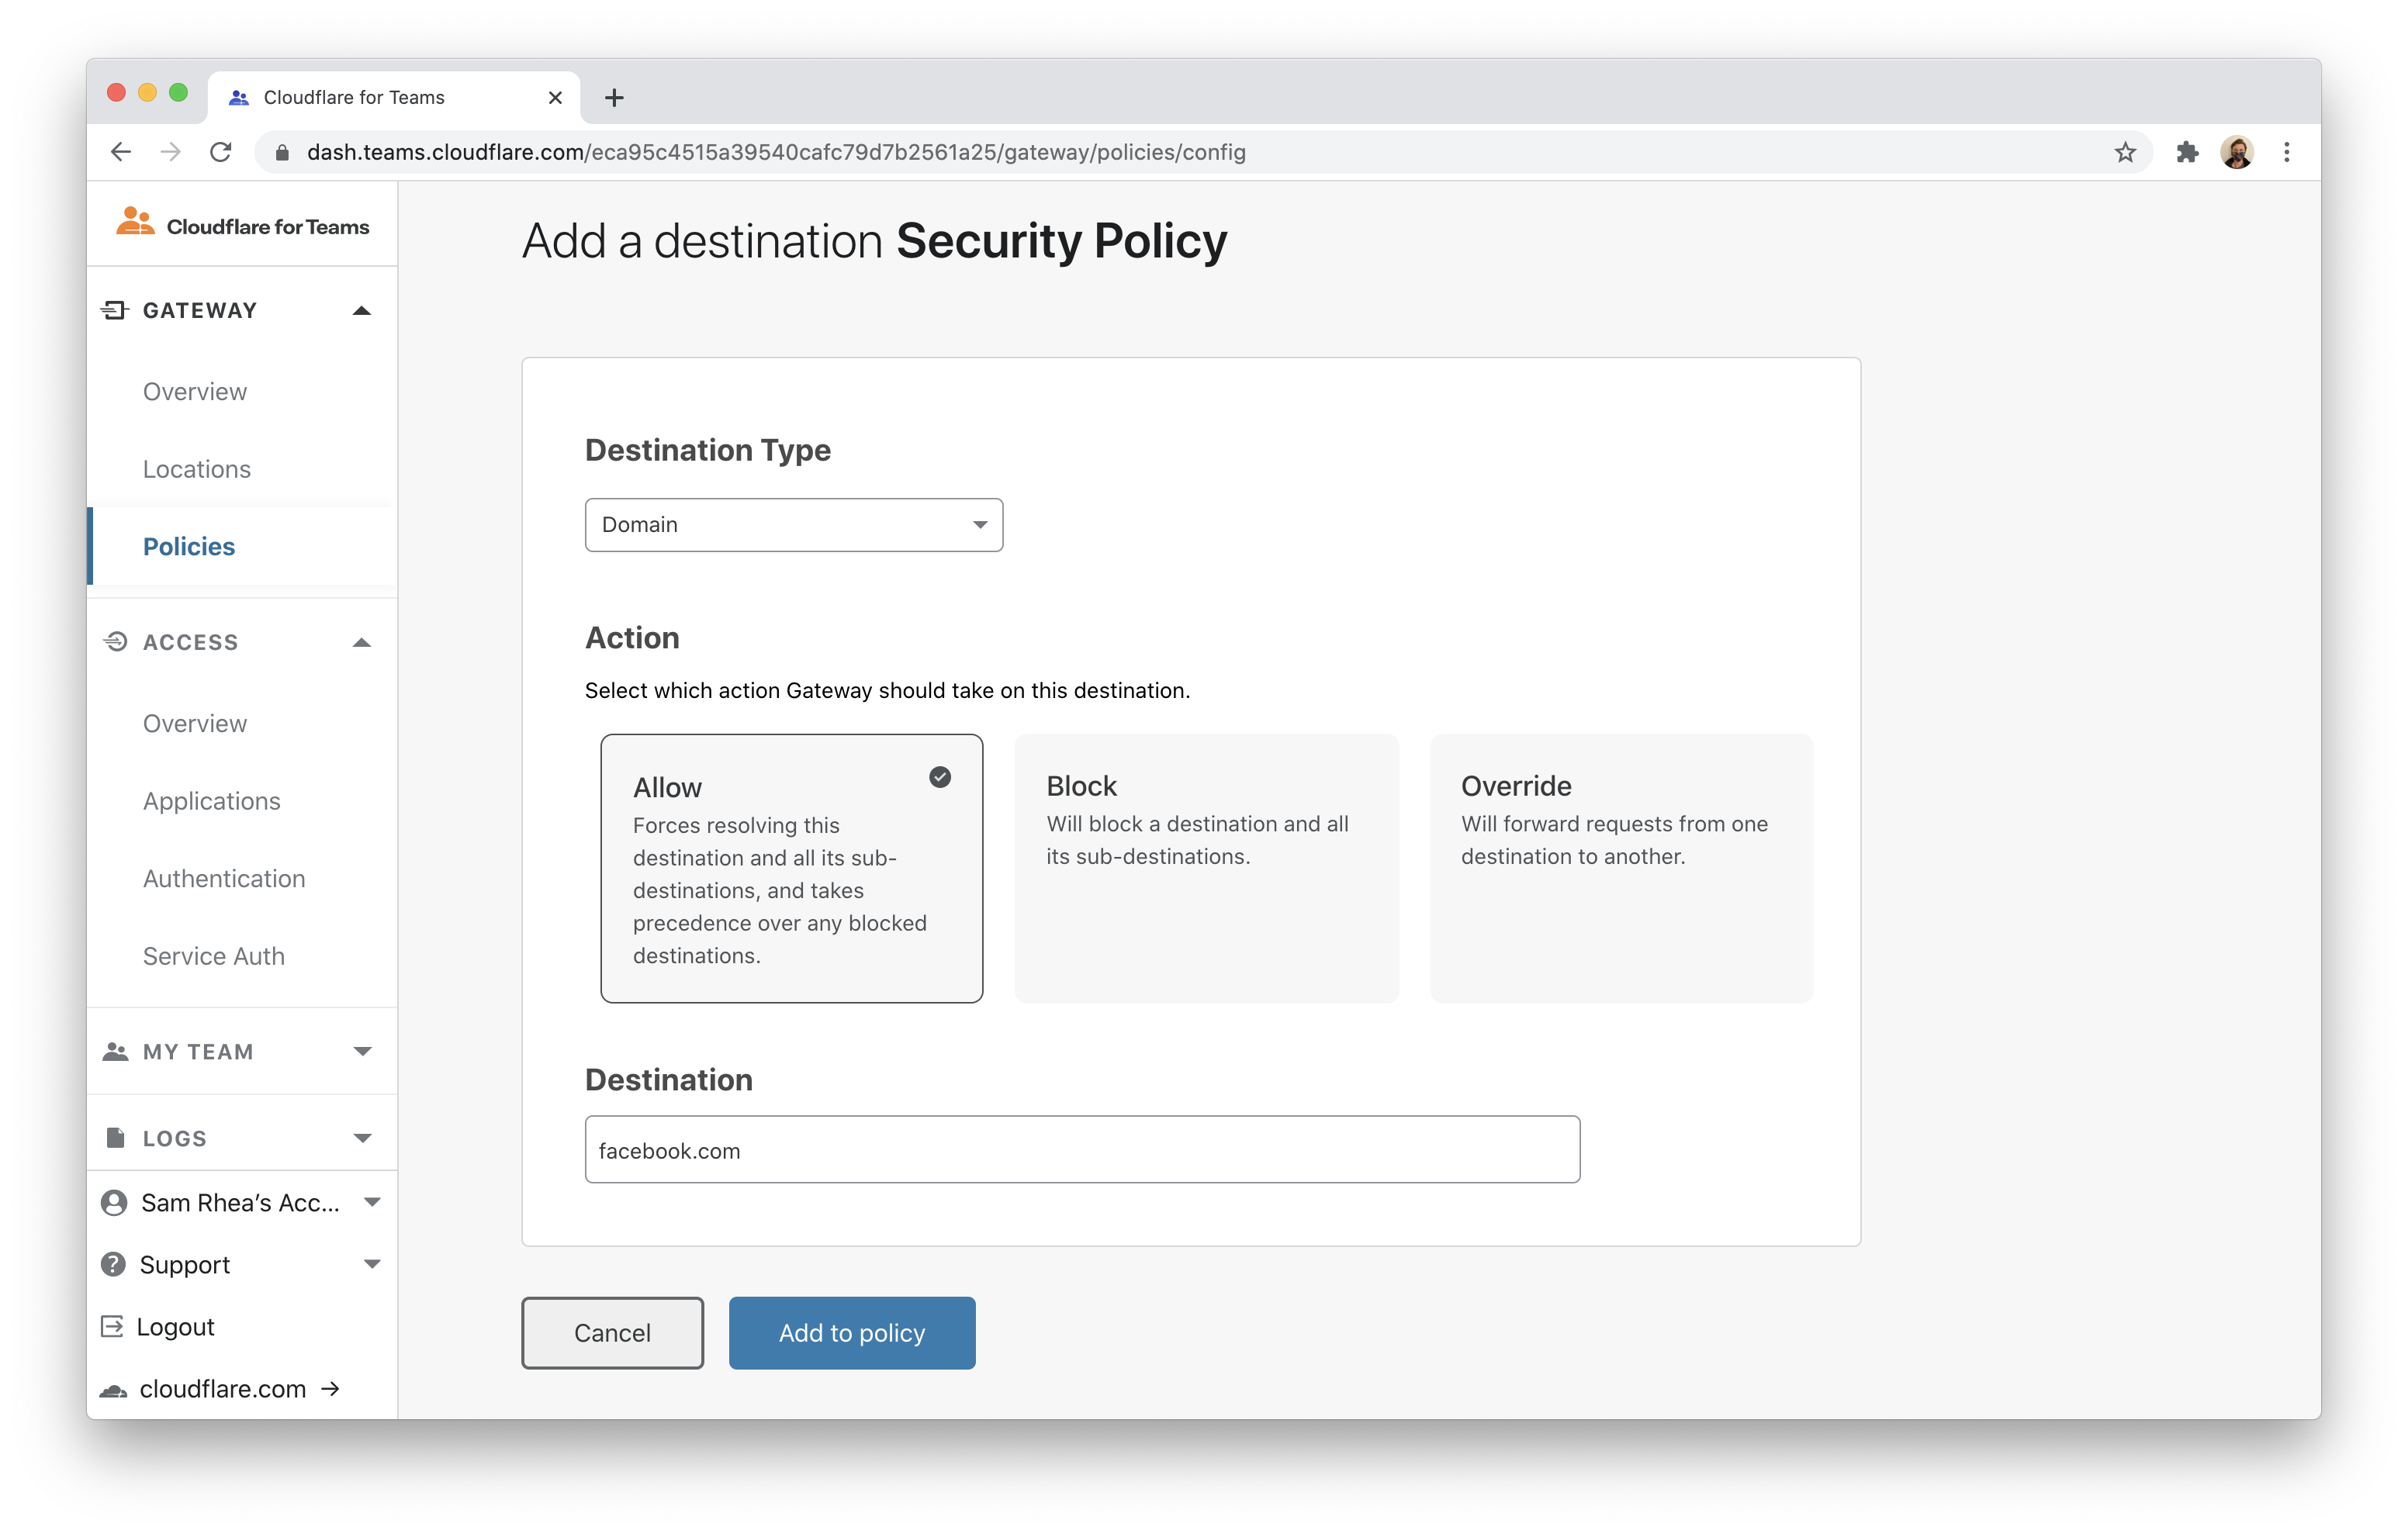 Cloudflare for Teams
dash.teams.cloudflare.com/eca95c4515a39540cafc79d7b2561a25/gateway/policies/config
Cloudflare for Teams
GATEWAY
Overview
Locations
Policies
ACCESS
Overview
Applications
Authentication
Service Auth
MY TEAM
LOGS
Sam Rhea’s Acc...
Support
Logout
cloudflare.com →
Add a destination Security Policy
Destination Type
Domain
Action
Select which action Gateway should take on this destination.
Allow
Forces resolving this
destination and all its sub-
destinations, and takes
precedence over any blocked
destinations.
Block
Will block a destination and all
its sub-destinations.
Override
Will forward requests from one
destination to another.
Destination
facebook.com
Cancel
Add to policy